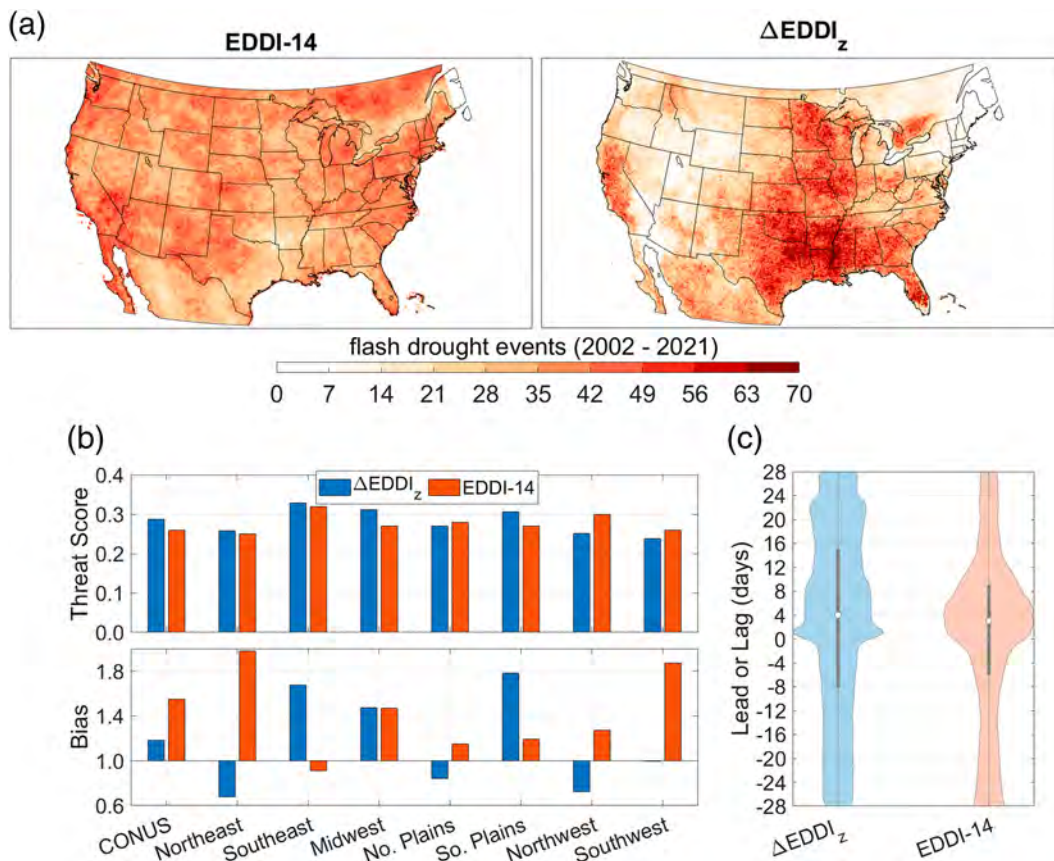 (a)
EDDI-14
ΔEDDIz
flash drought events (2002 - 2021)
0 7 14 21 28 35 42 49 56 63 70
(b)
0.4
0.3
0.2
0.1
0.0
Threat Score
ΔEDDIz EDDI-14
1.8
1.4
1.0
0.6
Bias
CONUS
Northeast
Southeast
Midwest
No. Plains
So. Plains
Northwest
Southwest
(c)
28
24
20
16
12
8
4
0
-4
-8
-12
-16
-20
-24
-28
Lead or Lag (days)
ΔEDDIz
EDDI-14